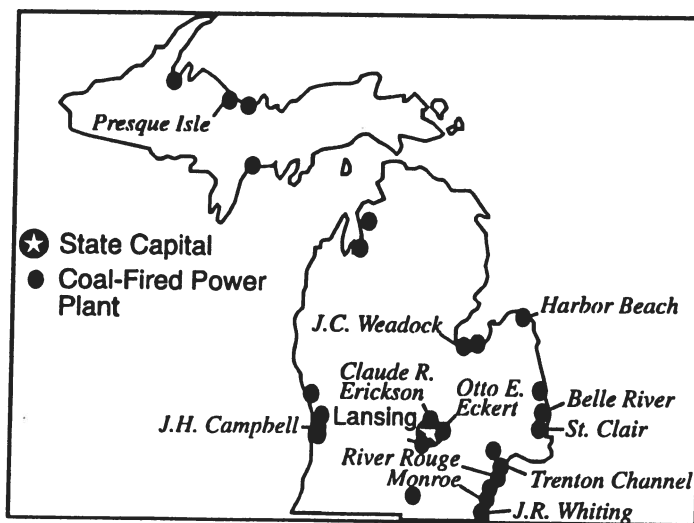 Presque Isle
State Capital
Coal-Fired Power
Plant
Harbor Beach
J.C. Weadock
Claude R.
Erickson
Otto E.
Eckert
Belle River
J.H. Campbell
Lansing
St. Clair
River Rouge
Trenton Channel
Monroe
J.R. Whiting